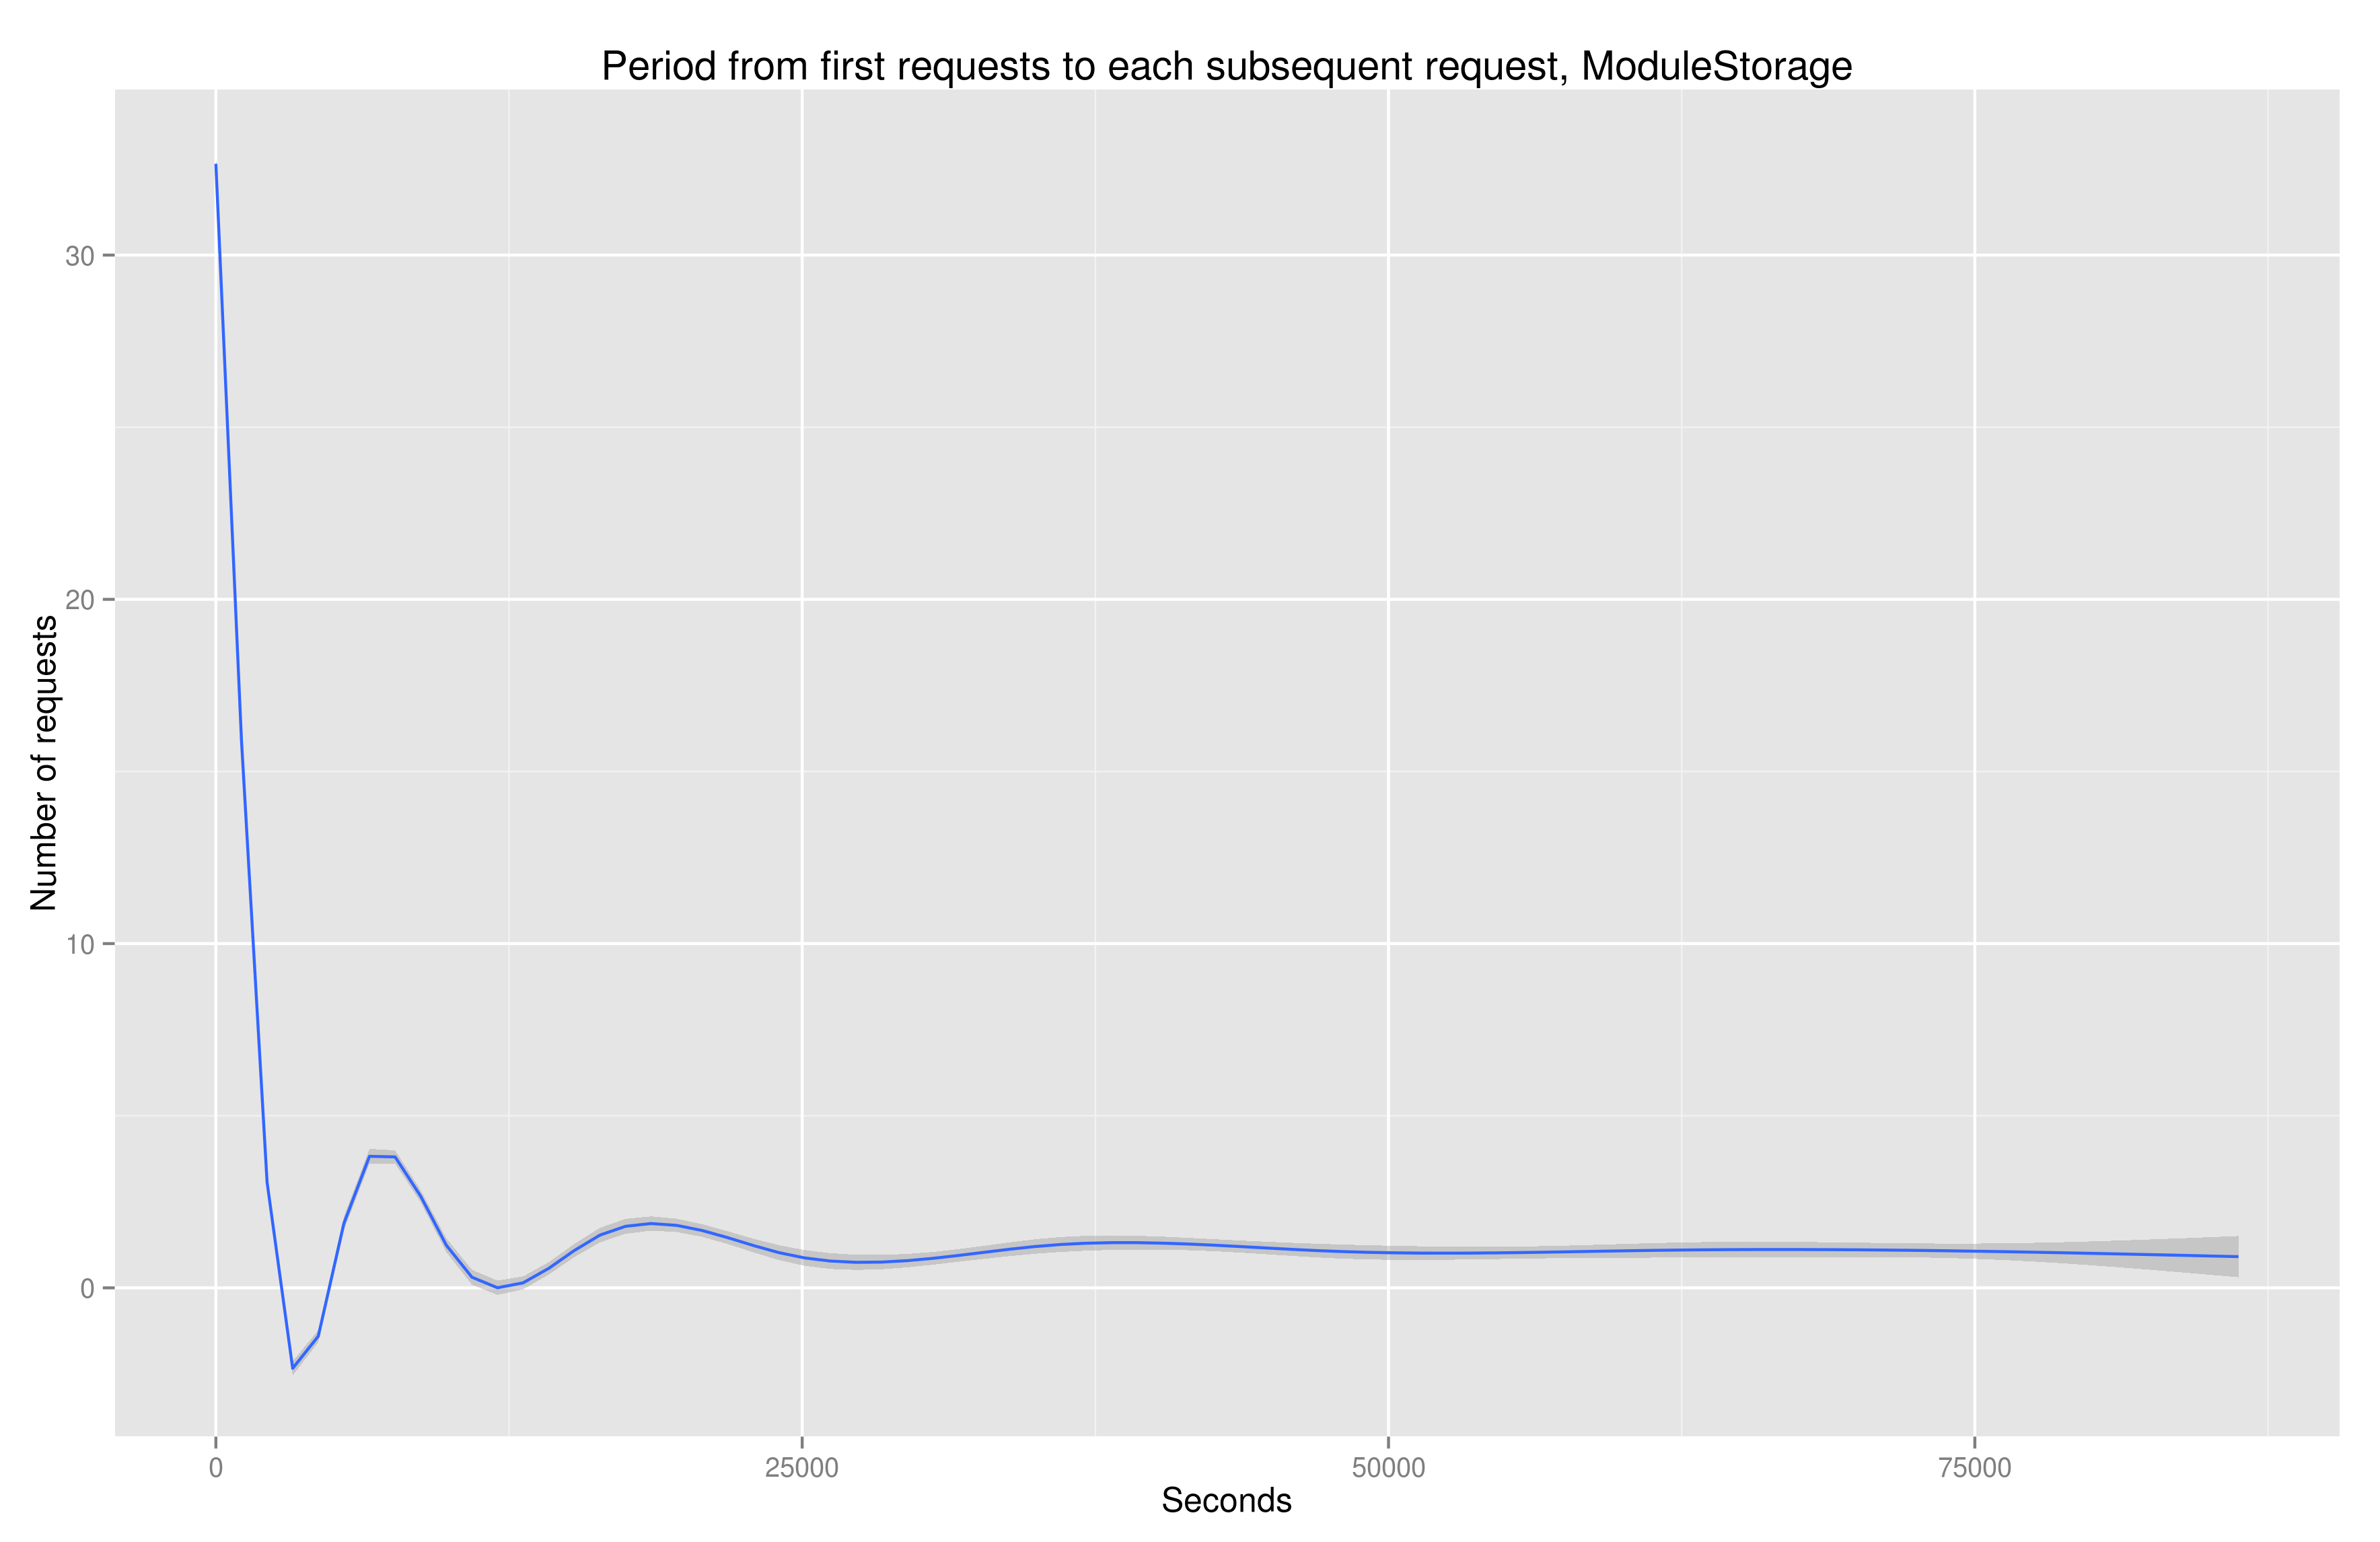 Period from first requests to each subsequent request, ModuleStorage
30
20
10
0
Number of requests
0 25000 50000 75000
Seconds